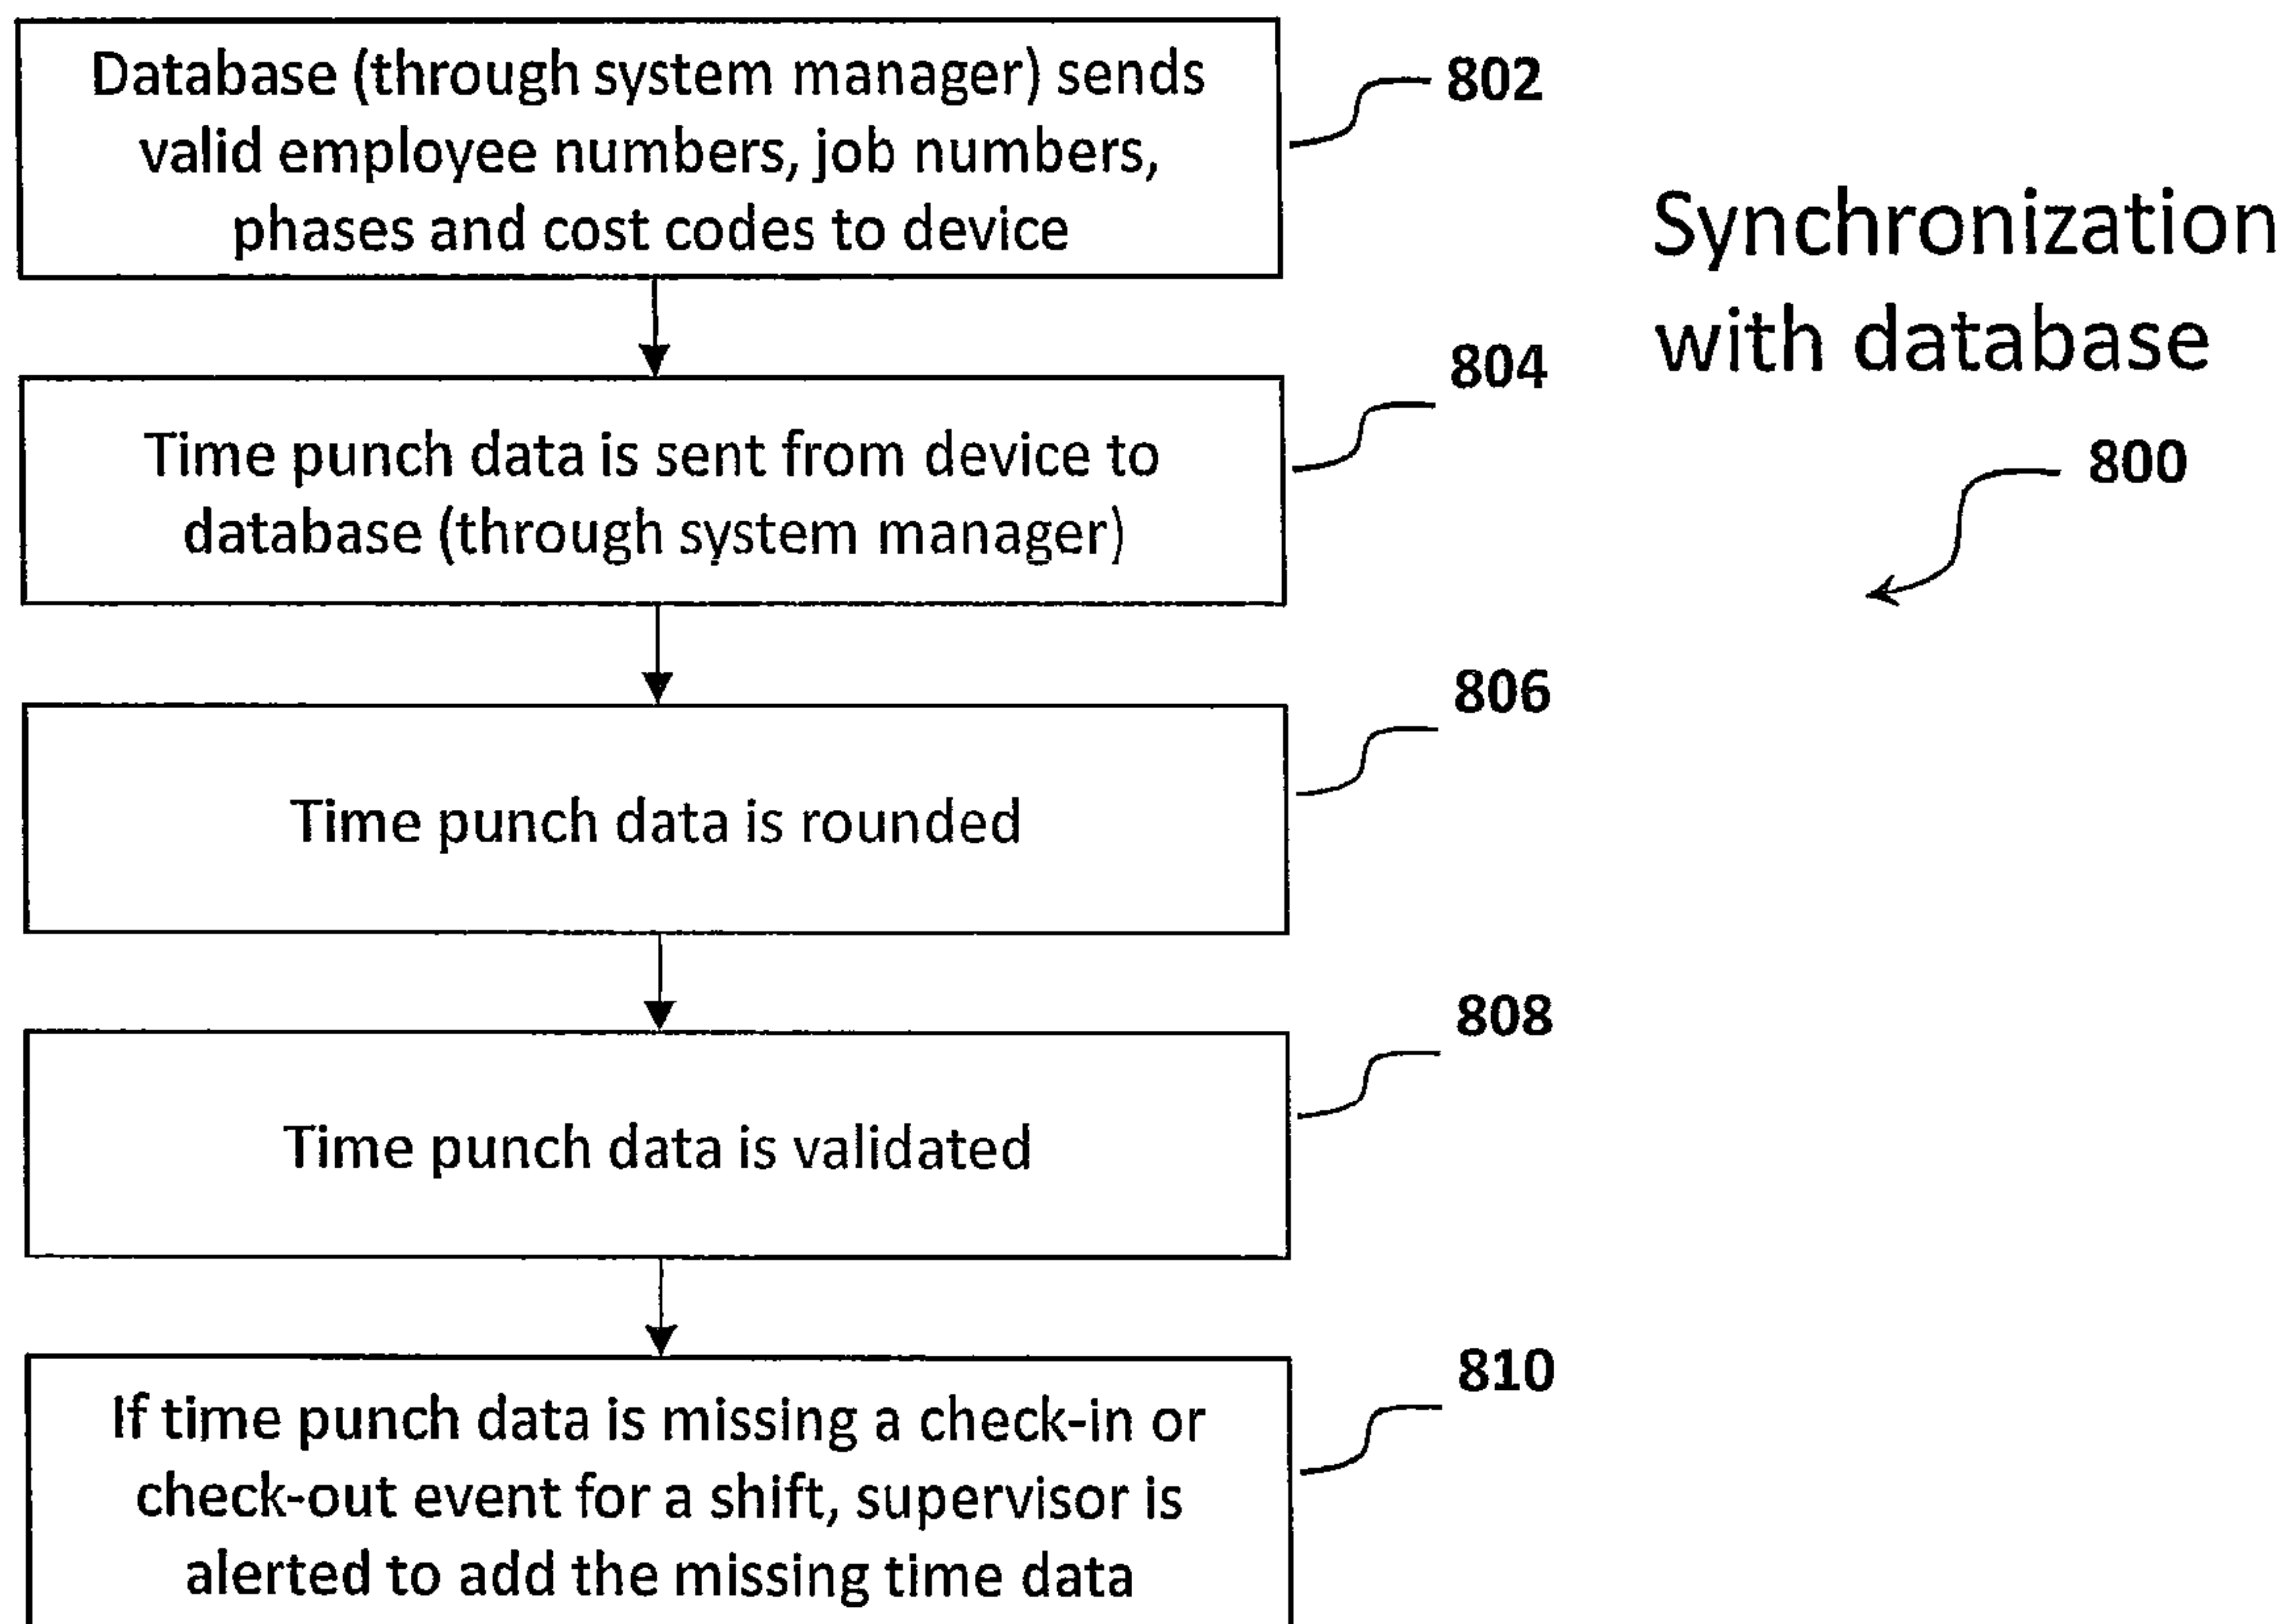 Database (through system manager) sends
valid employee numbers, job numbers,
phases and cost codes to device
802
Synchronization
with database
800
Time punch data is sent from device to
database (through system manager)
804
Time punch data is rounded
806
Time punch data is validated
808
If time punch data is missing a check-in or
check-out event for a shift, supervisor is
alerted to add the missing time data
810